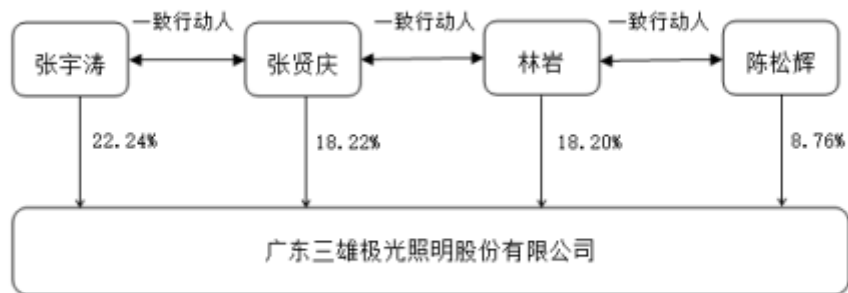 一致行动人
一致行动人
一致行动人
张宇涛
张贤庆
林岩
陈松辉
22.24%
18.22%
18.20%
8.76%
广东三雄极光照明股份有限公司